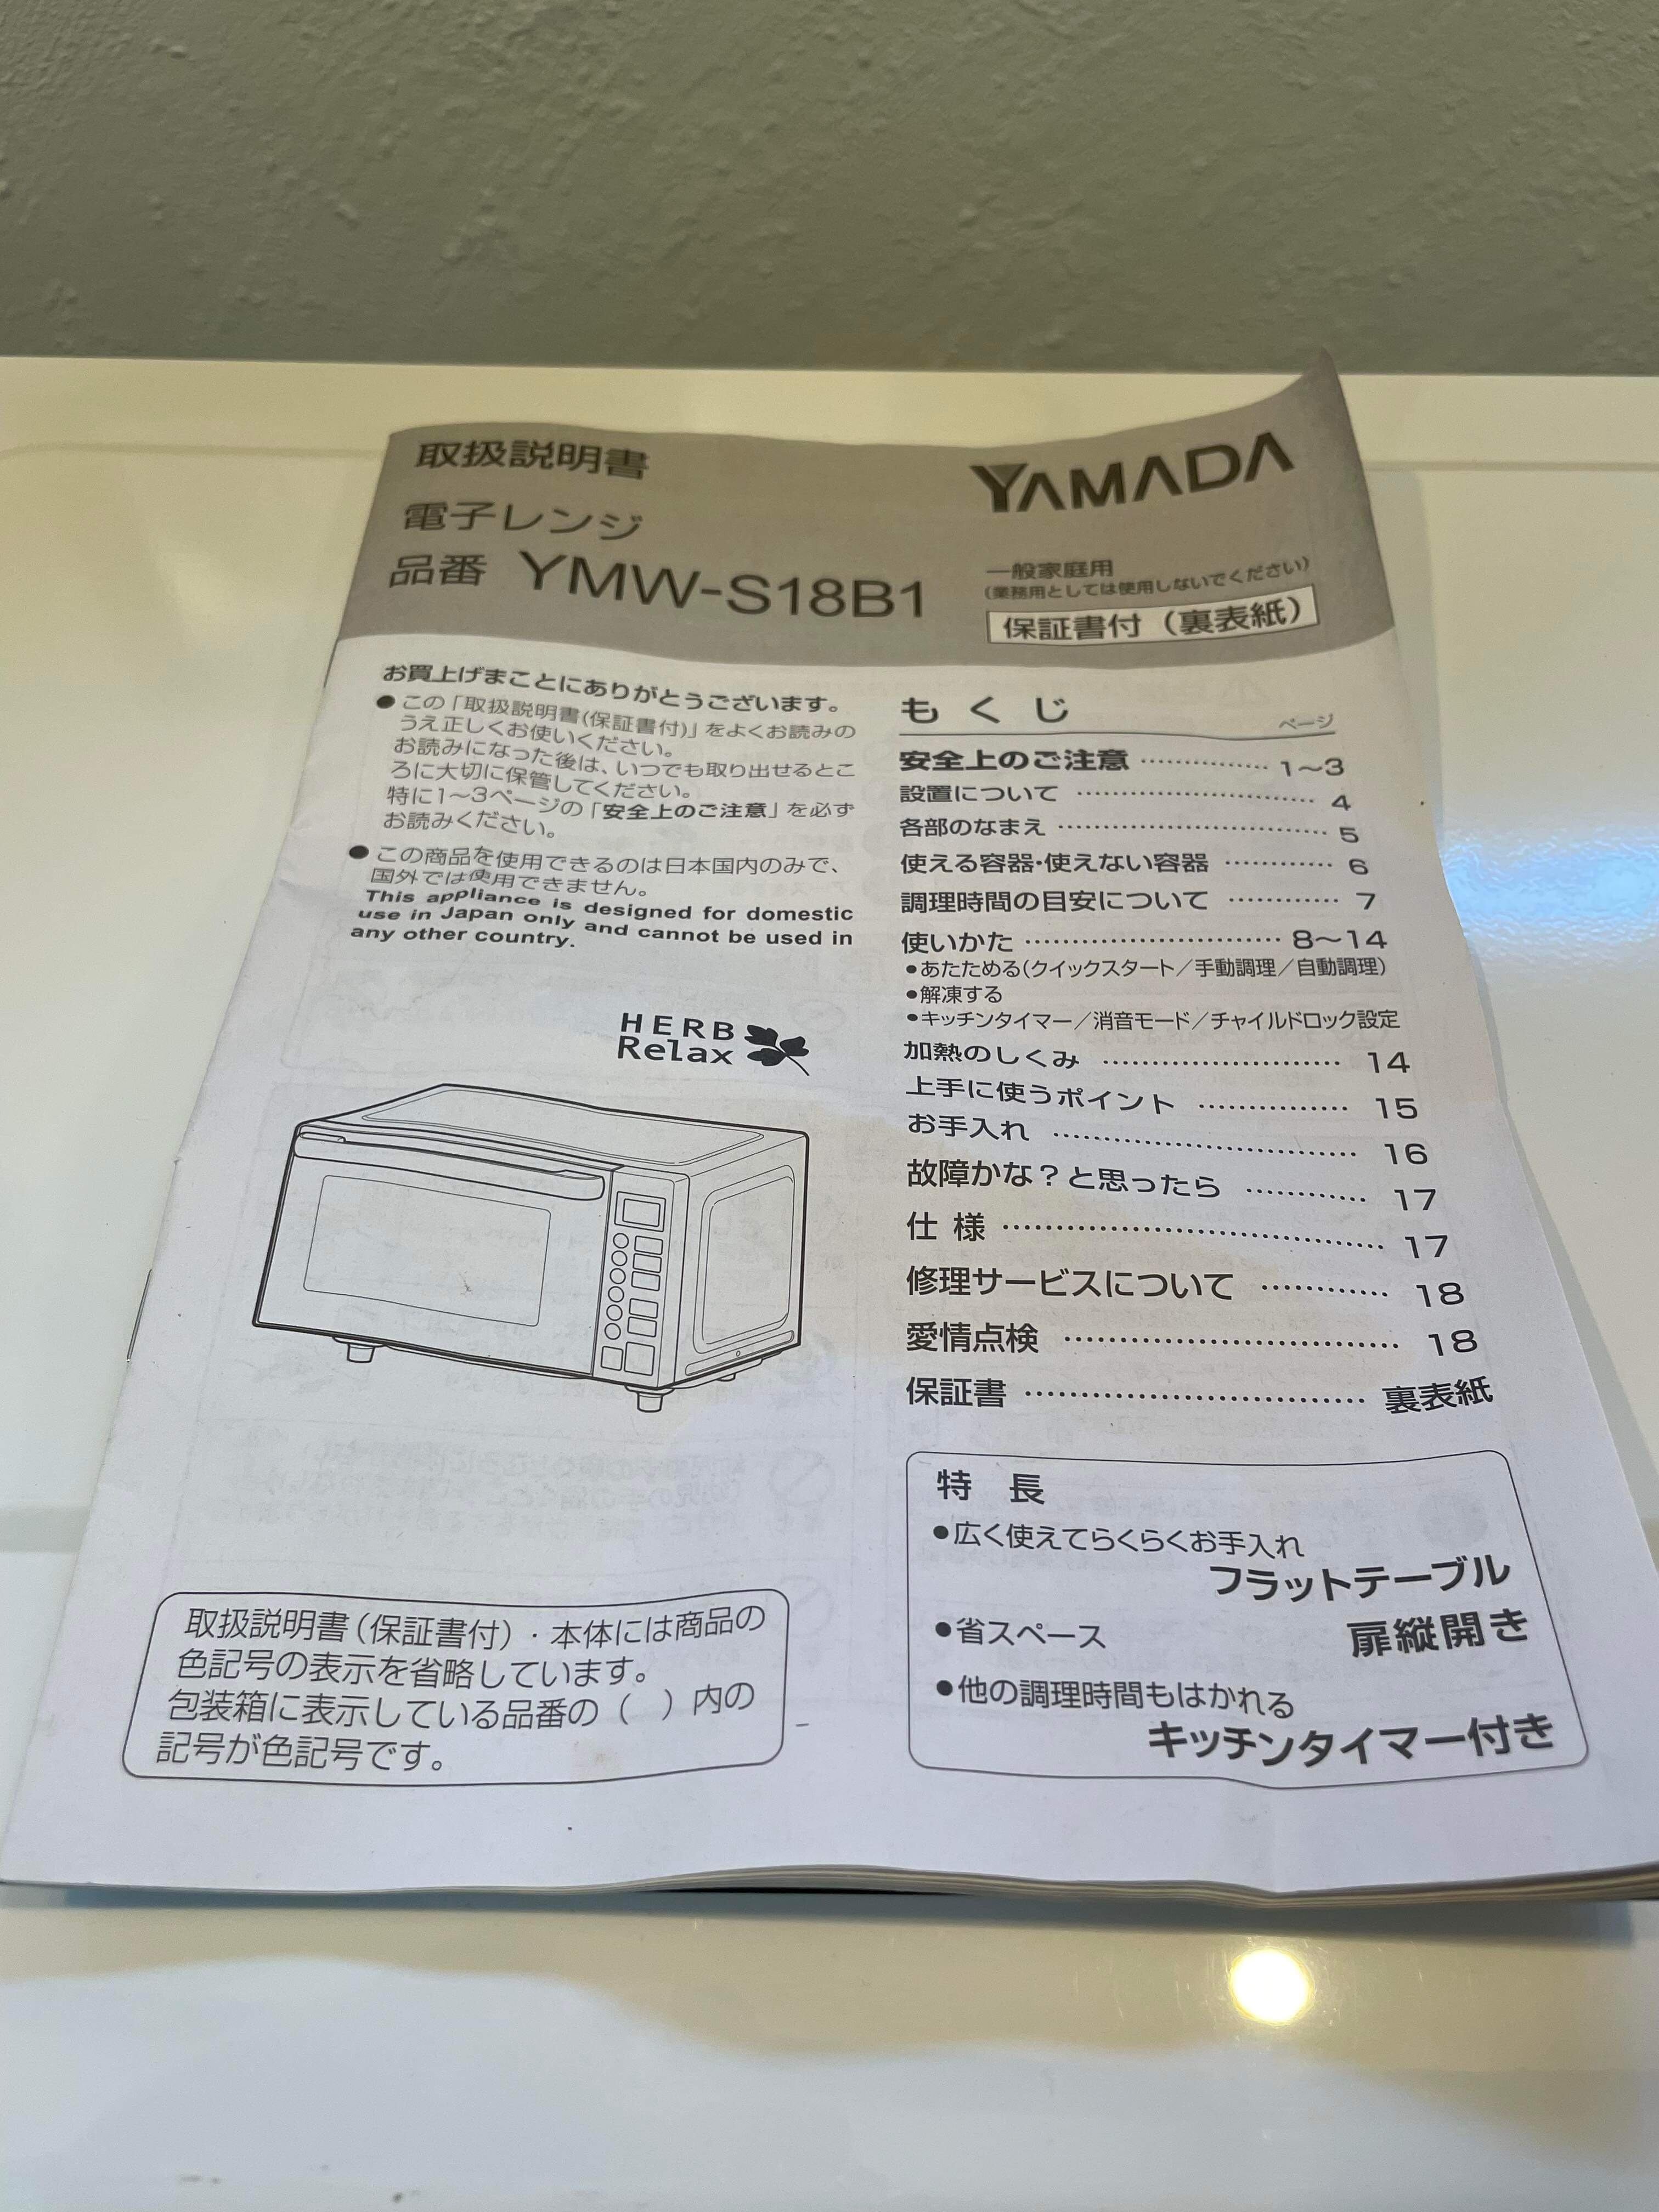 取扱説明書
電子レンジ
品番 YMW-S18B1
YAMADA
一般家庭用
(業務用としては使用しないでください)
保証書付(裏表紙)
お買上げまことにありがとうございます。
●この「取扱説明書(保証書付)」をよくお読みの
うえ正しくお使いください。
お読みになった後は、いつでも取り出せるとこ
ろに大切に保管してください。
特に1〜3ページの「安全上のご注意」を必ず
お読みください。
●この商品を使用できるのは日本国内のみで、
国外では使用できません。
This appliance is designed for domestic
use in Japan only and cannot be used in
any other country.
HERB
Relax
取扱説明書(保証書付)・本体には商品の
色記号の表示を省略しています。
包装箱に表示している品番の( )内の
記号が色記号です。
もくじ
ページ
安全上のご注意 ……………… 1〜3
設置について ……………… 4
各部のなまえ ……………… 5
使える容器・使えない容器 ………… 6
調理時間の目安について ………… 7
使いかた ……………… 8〜14
●あたためる(クイックスタート/手動調理/自動調理)
●解凍する
●キッチンタイマー/消音モード/チャイルドロック設定
加熱のしくみ ……………… 14
上手に使うポイント …………… 15
お手入れ ……………… 16
故障かな?と思ったら ………… 17
仕 様 ……………… 17
修理サービスについて ………… 18
愛情点検 ……………… 18
保証書 ……………… 裏表紙
特 長
●広く使えてらくらくお手入れ
フラットテーブル
●省スペース 扉縦開き
●他の調理時間もはかれる
キッチンタイマー付き